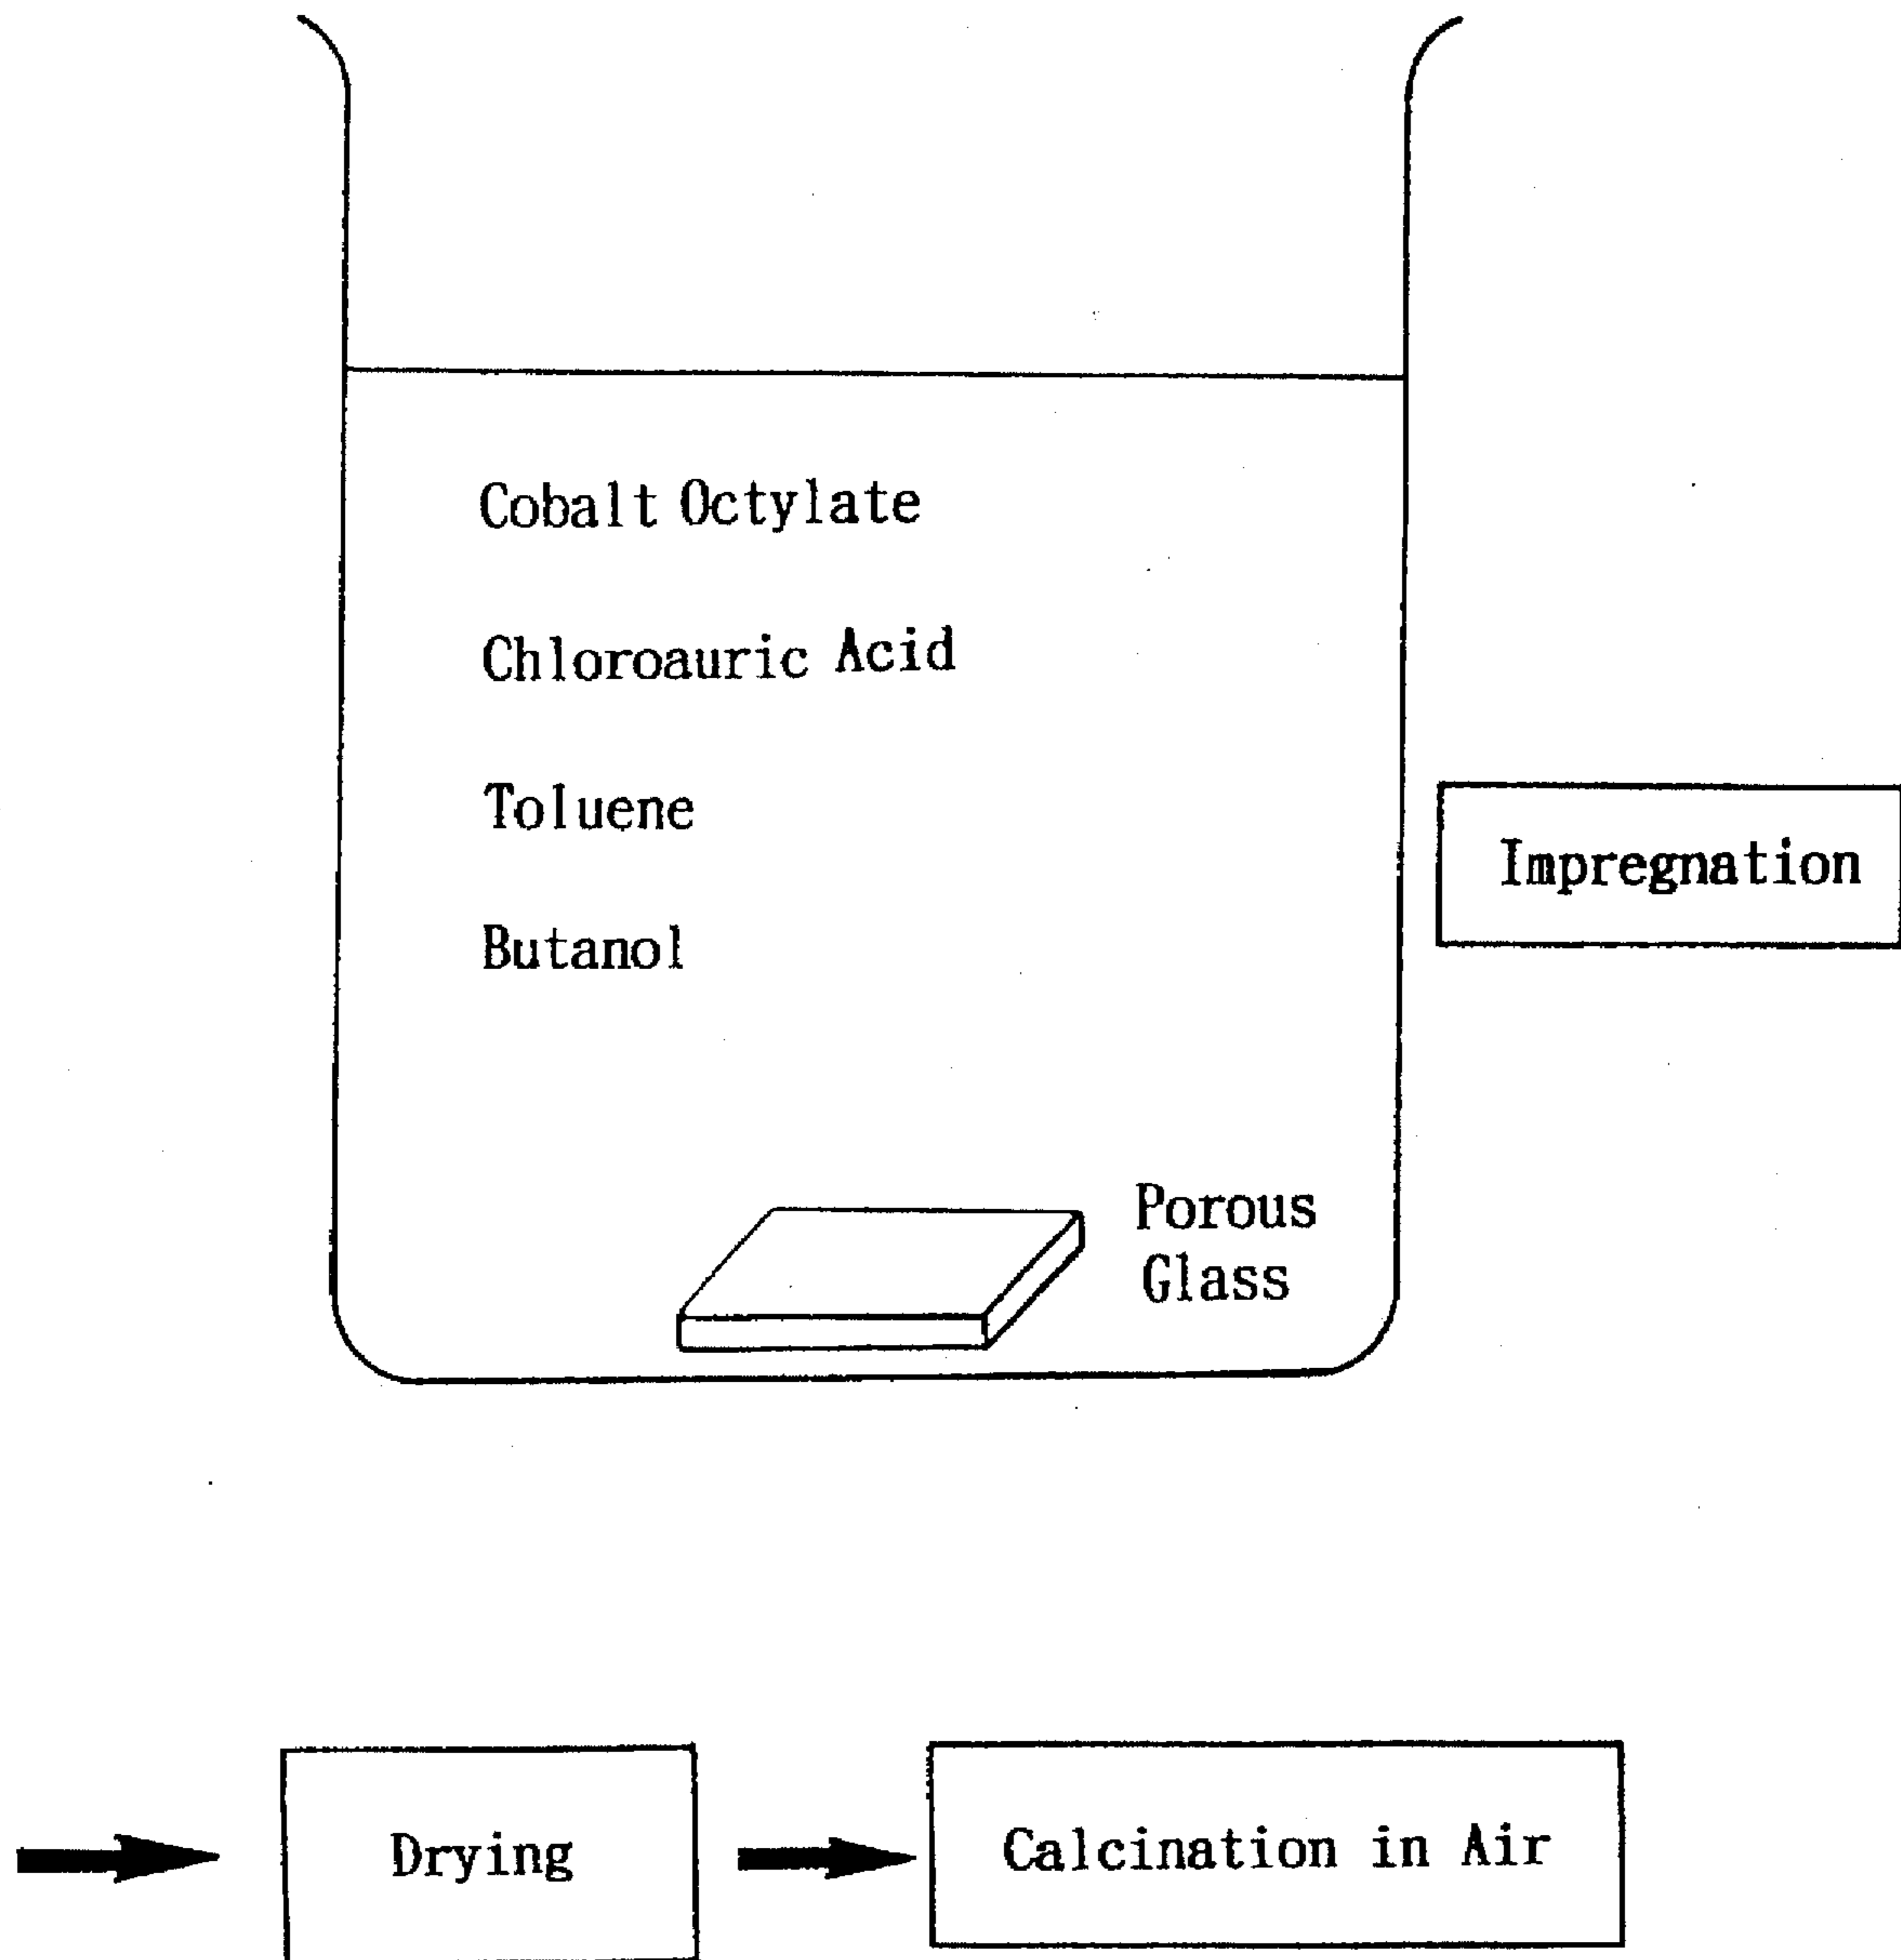 Cobalt Octylate
Chloroauric Acid
Toluene
Butanol
Impregnation
Porous
Glass
Drying
Calcination in Air